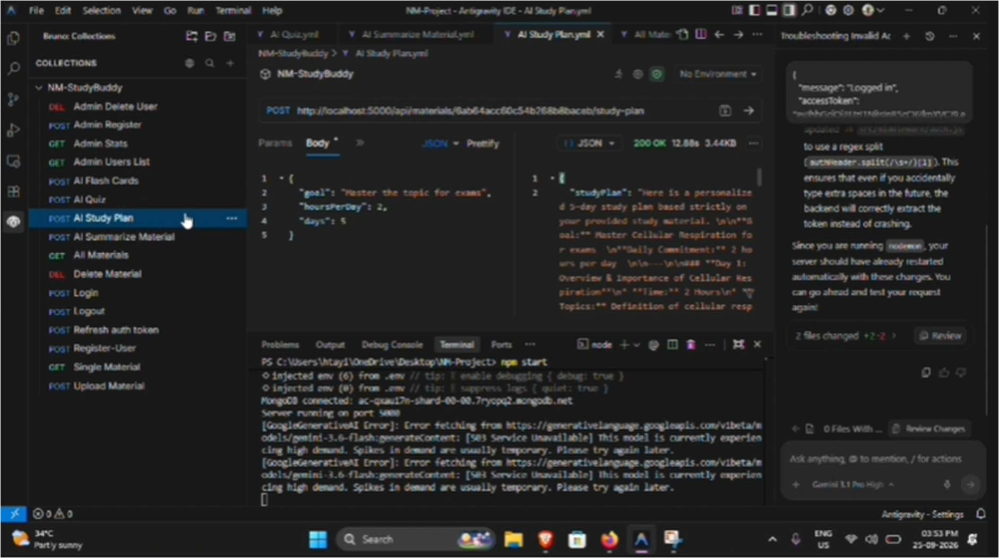 File Edit Selection View Go Run Terminal Help
NM-Project - Antigravity IDE - AI Study Plan.yml
Bruno: Collections
COLLECTIONS
NM-StudyBuddy
DEL Admin Delete User
POST Admin Register
GET Admin Stats
GET Admin Users List
POST AI Flash Cards
POST AI Quiz
POST AI Study Plan
POST AI Summarize Material
GET All Materials
DEL Delete Material
POST Login
POST Logout
POST Refresh auth token
POST Register-User
GET Single Material
POST Upload Material
AI Quiz.yml
AI Summarize Material.yml
AI Study Plan.yml
All Mate
NM-StudyBuddy > AI Study Plan.yml
NM-StudyBuddy
No Environment
POST http://localhost:5000/api/materials/6ab64acc60c54b268b8baceb/study-plan
Params Body JSON Prettify
1 {
2 "goal": "Master the topic for exams",
3 "hoursPerDay": 2,
4 "days": 5
5 }
{} JSON 200 OK 12.88s 3.44KB
1 {
2 "studyPlan": "Here is a personalize
d 5-day study plan based strictly on
your provided study material. \n\n**G
oal:** Master Cellular Respiration fo
r exams \n**Daily Commitment:** 2 ho
urs per day \n\n---\n\n### **Day 1:
Overview & Importance of Cellular Res
piration**\n* **Time:** 2 Hours\n* **
Topics:** Definition of cellular resp
Problems Output Debug Console Terminal Ports
node
PS C:\Users\htayi\OneDrive\Desktop\NM-Project> npm start
injected env (6) from .env // tip: enable debugging { debug: true }
injected env (0) from .env // tip: suppress logs { quiet: true }
MongoDB connected: ac-qxau17n-shard-00-00.7ryopq2.mongodb.net
Server running on port 5000
[GoogleGenerativeAI Error]: Error fetching from https://generativelanguage.googleapis.com/v1beta/m
odels/gemini-3.6-flash:generateContent: [503 Service Unavailable] This model is currently experien
cing high demand. Spikes in demand are usually temporary. Please try again later.
[GoogleGenerativeAI Error]: Error fetching from https://generativelanguage.googleapis.com/v1beta/m
odels/gemini-3.6-flash:generateContent: [503 Service Unavailable] This model is currently experien
cing high demand. Spikes in demand are usually temporary. Please try again later.
Troubleshooting Invalid Ac
{
"message": "Logged in",
"accessToken":
updated src/middleware/auth.js
to use a regex split
(authHeader.split(/\s+/)[1]). This
ensures that even if you accidentally
type extra spaces in the future, the
backend will correctly extract the
token instead of crashing.
Since you are running nodemon, your
server should have already restarted
automatically with these changes. You
can go ahead and test your request
again!
2 files changed +2 -2 > Review
0 Files With ... Review Changes
Ask anything, @ to mention, / for actions
Gemini 3.1 Pro High
0 0
Antigravity - Settings
34°C
Partly sunny
Search
ENG
US
03:53 PM
25-09-2026